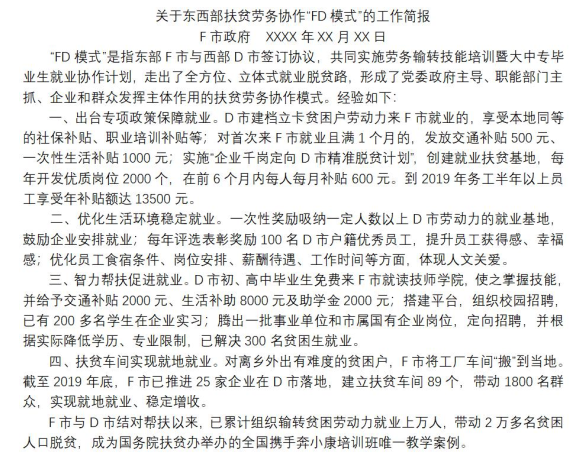 关于东西部扶贫劳务协作“FD 模式”的工作简报
F 市政府 XXXX 年 XX 月 XX 日
“FD 模式”是指东部 F 市与西部 D 市签订协议，共同实施劳务输转技能培训暨大中专毕
业生就业协作计划，走出了全方位、立体式就业脱贫路，形成了党委政府主导、职能部门主
抓、企业和群众发挥主体作用的扶贫劳务协作模式。经验如下：
一、出台专项政策保障就业。D 市建档立卡贫困户劳动力来 F 市就业的，享受本地同等
的社保补贴、职业培训补贴等；对首次来 F 市就业且满 1 个月的，发放交通补贴 500 元、
一次性生活补贴 1000 元；实施“企业千岗定向 D 市精准脱贫计划”，创建就业扶贫基地，每
年开发优质岗位 2000 个，在前 6 个月内每人每月补贴 600 元。到 2019 年务工半年以上员
工享受年补贴额达 13500 元。
二、优化生活环境稳定就业。一次性奖励吸纳一定人数以上 D 市劳动力的就业基地，
鼓励企业安排就业；每年评选表彰奖励 100 名 D 市户籍优秀员工，提升员工获得感、幸福
感；优化员工食宿条件、岗位安排、薪酬待遇、工作时间等方面，体现人文关爱。
三、智力帮扶促进就业。D 市初、高中毕业生免费来 F 市就读技师学院，使之掌握技能，
并给予交通补贴 2000 元、生活补助 8000 元及助学金 2000 元；搭建平台，组织校园招聘，
已有 200 多名学生在企业实习；腾出一批事业单位和市属国有企业岗位，定向招聘，并根
据实际降低学历、专业限制，已解决 300 名贫困生就业。
四、扶贫车间实现就地就业。对离乡外出有难度的贫困户，F 市将工厂车间“搬”到当地。
截至 2019 年底，F 市已推进 25 家企业在 D 市落地，建立扶贫车间 89 个，带动 1800 名群
众，实现就地就业、稳定增收。
F 市与 D 市结对帮扶以来，已累计组织输转贫困劳动力就业上万人，带动 2 万多名贫困
人口脱贫，成为国务院扶贫办举办的全国携手奔小康培训班唯一教学案例。